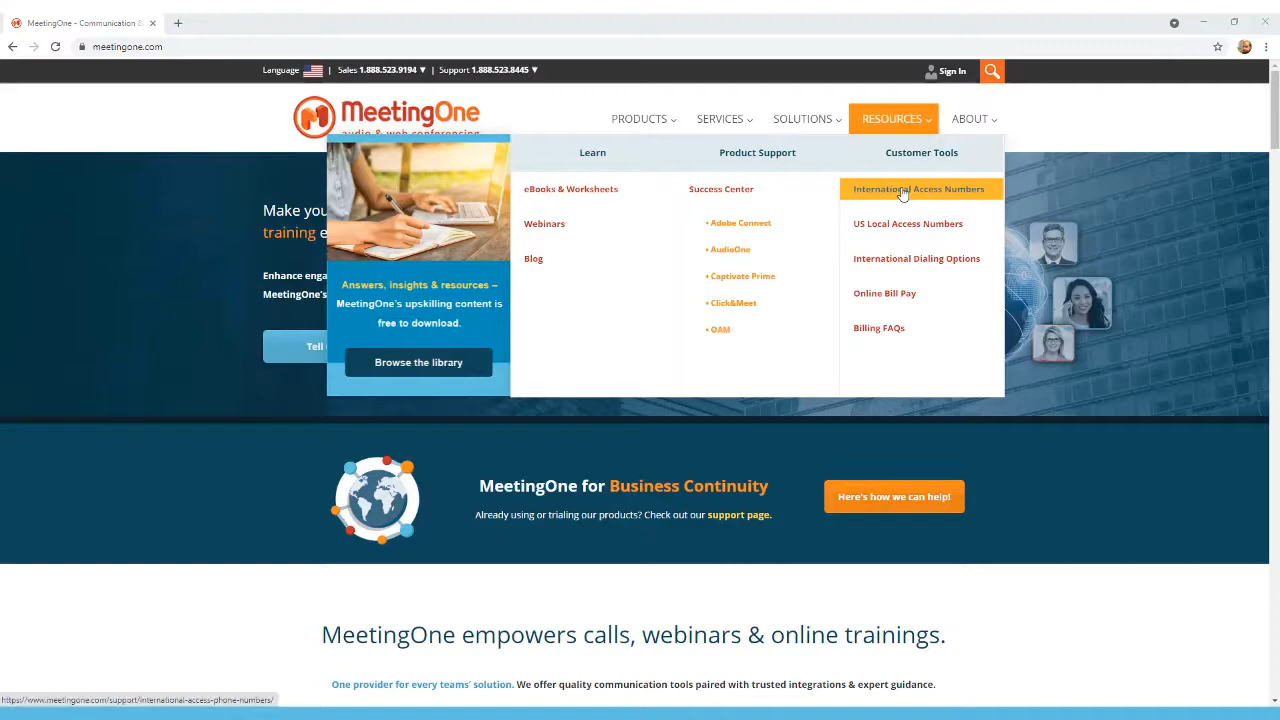 MeetingOne - Communication &
meetingone.com
Language | Sales 1.888.523.9194 ▼ | Support 1.888.523.8445 ▼
Sign In
MeetingOne
audio & web conferencing
PRODUCTS
SERVICES
SOLUTIONS
RESOURCES
ABOUT
Make you
training e
Enhance enga
MeetingOne's
Tell
Answers, insights & resources –
MeetingOne's upskilling content is
free to download.
Browse the library
Learn
eBooks & Worksheets
Webinars
Blog
Product Support
Success Center
• Adobe Connect
• AudioOne
• Captivate Prime
• Click&Meet
• OAM
Customer Tools
International Access Numbers
US Local Access Numbers
International Dialing Options
Online Bill Pay
Billing FAQs
MeetingOne for Business Continuity
Already using or trialing our products? Check out our support page.
Here's how we can help!
MeetingOne empowers calls, webinars & online trainings.
One provider for every teams' solution. We offer quality communication tools paired with trusted integrations & expert guidance.
https://www.meetingone.com/support/international-access-phone-numbers/